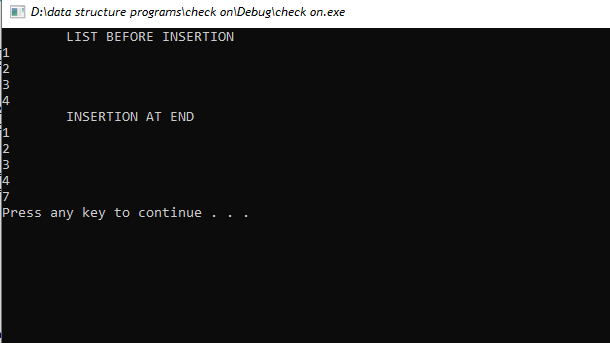 D:\data structure programs\check on\Debug\check on.exe
LIST BEFORE INSERTION
1
2
3
4
INSERTION AT END
1
2
3
4
7
Press any key to continue . . .